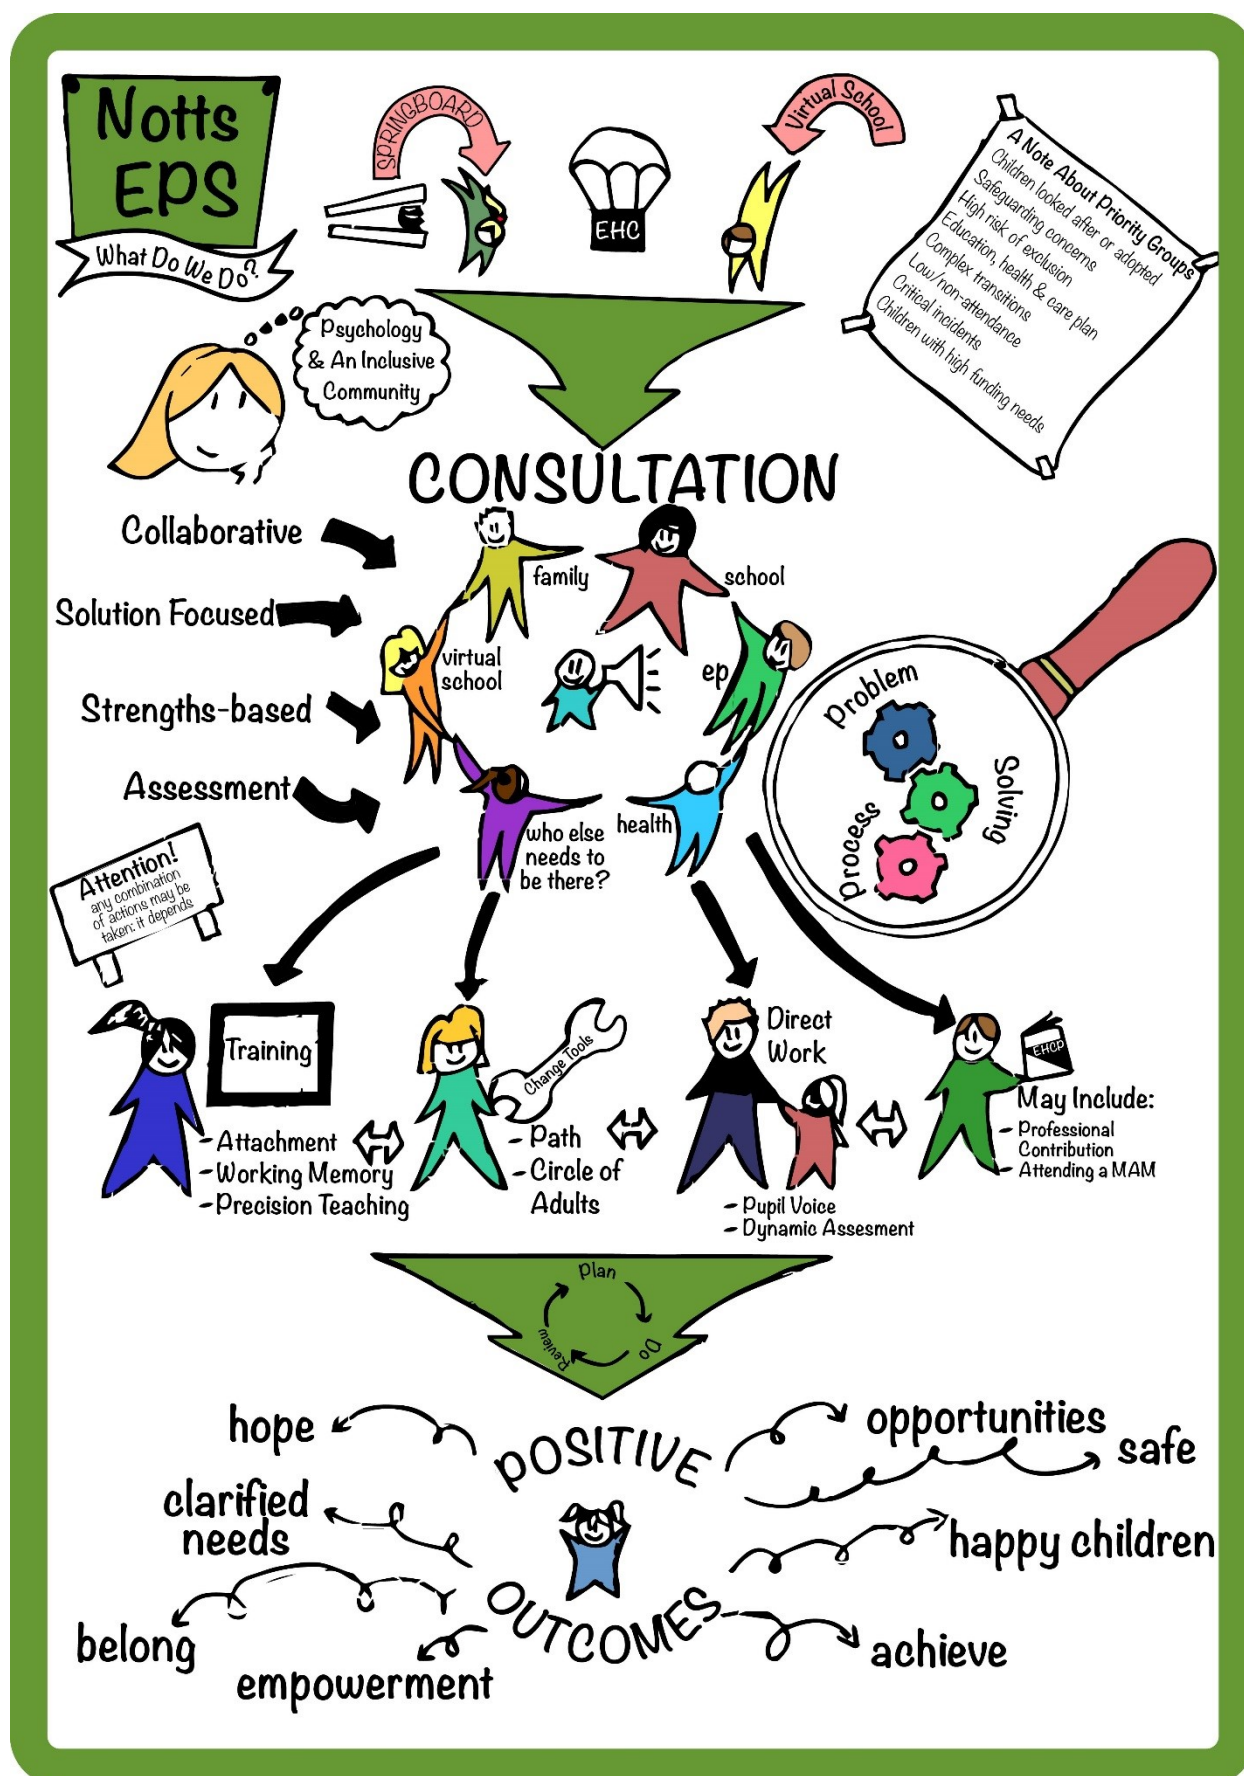 Notts
EPS
What Do We Do?
SPRINGBOARD
EHC
Virtual School
A Note About Priority Groups
Children looked after or adopted
Safeguarding concerns
High risk of exclusion
Education, health & care plan
Complex transitions
Low/non-attendance
Critical incidents
Children with high funding needs
Psychology
& An Inclusive
Community
CONSULTATION
Collaborative
Solution Focused
Strengths-based
Assessment
family
school
virtual
school
ep
who else
needs to
be there?
health
Problem
Solving
process
Attention!
any combination
of actions may be
taken: it depends
Training
- Attachment
- Working Memory
- Precision Teaching
Change Tools
- Path
- Circle of
Adults
Direct
Work
- Pupil Voice
- Dynamic Assesment
EHCP
May Include:
- Professional
Contribution
- Attending a MAM
Plan
Do
Review
POSITIVE
OUTCOMES
hope
clarified
needs
belong
empowerment
opportunities
safe
happy children
achieve